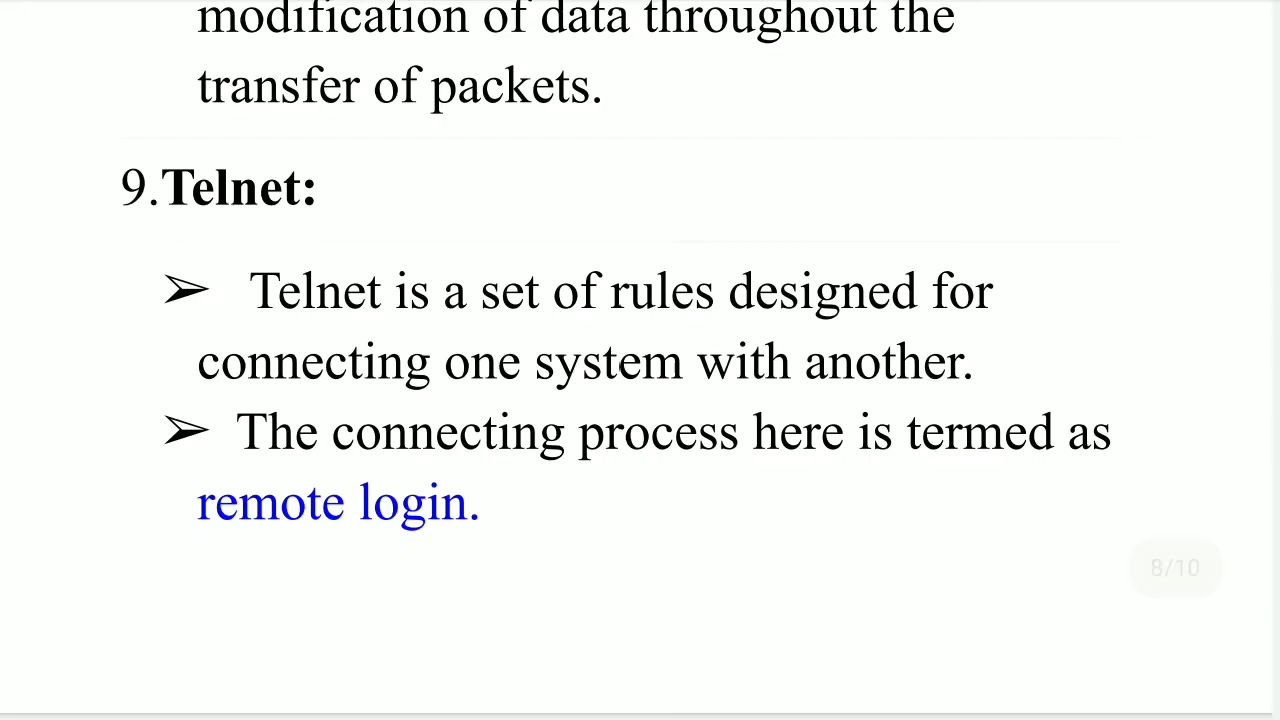 modification of data throughout the
transfer of packets.
9.Telnet:
➢ Telnet is a set of rules designed for
connecting one system with another.
➢ The connecting process here is termed as
remote login.
8/10